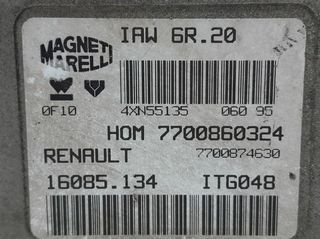 MAGNETI
MARELLI
IAW 6R.20
0F10
4XN55135
060 95
HOM 7700860324
RENAULT
7700874630
16085.134
ITG048